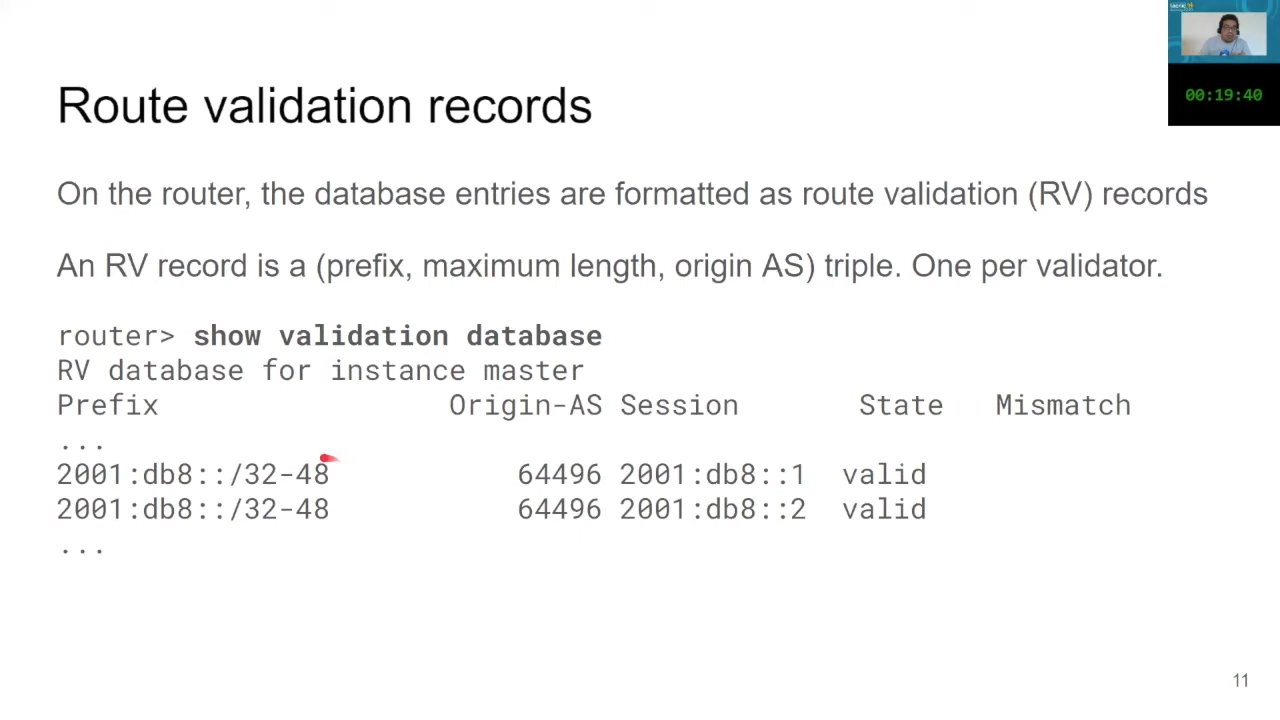 00:19:40
Route validation records
On the router, the database entries are formatted as route validation (RV) records
An RV record is a (prefix, maximum length, origin AS) triple. One per validator.
router> show validation database
RV database for instance master
Prefix Origin-AS Session State Mismatch
...
2001:db8::/32-48 64496 2001:db8::1 valid
2001:db8::/32-48 64496 2001:db8::2 valid
...
11